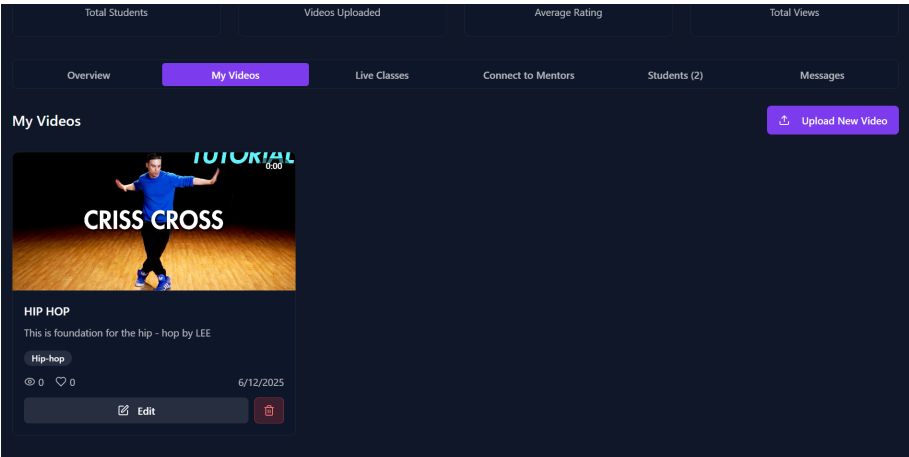 Total Students
Videos Uploaded
Average Rating
Total Views
Overview
My Videos
Live Classes
Connect to Mentors
Students (2)
Messages
My Videos
Upload New Video
TUTORIAL
0:00
CRISS CROSS
HIP HOP
This is foundation for the hip - hop by LEE
Hip-hop
0
0
6/12/2025
Edit